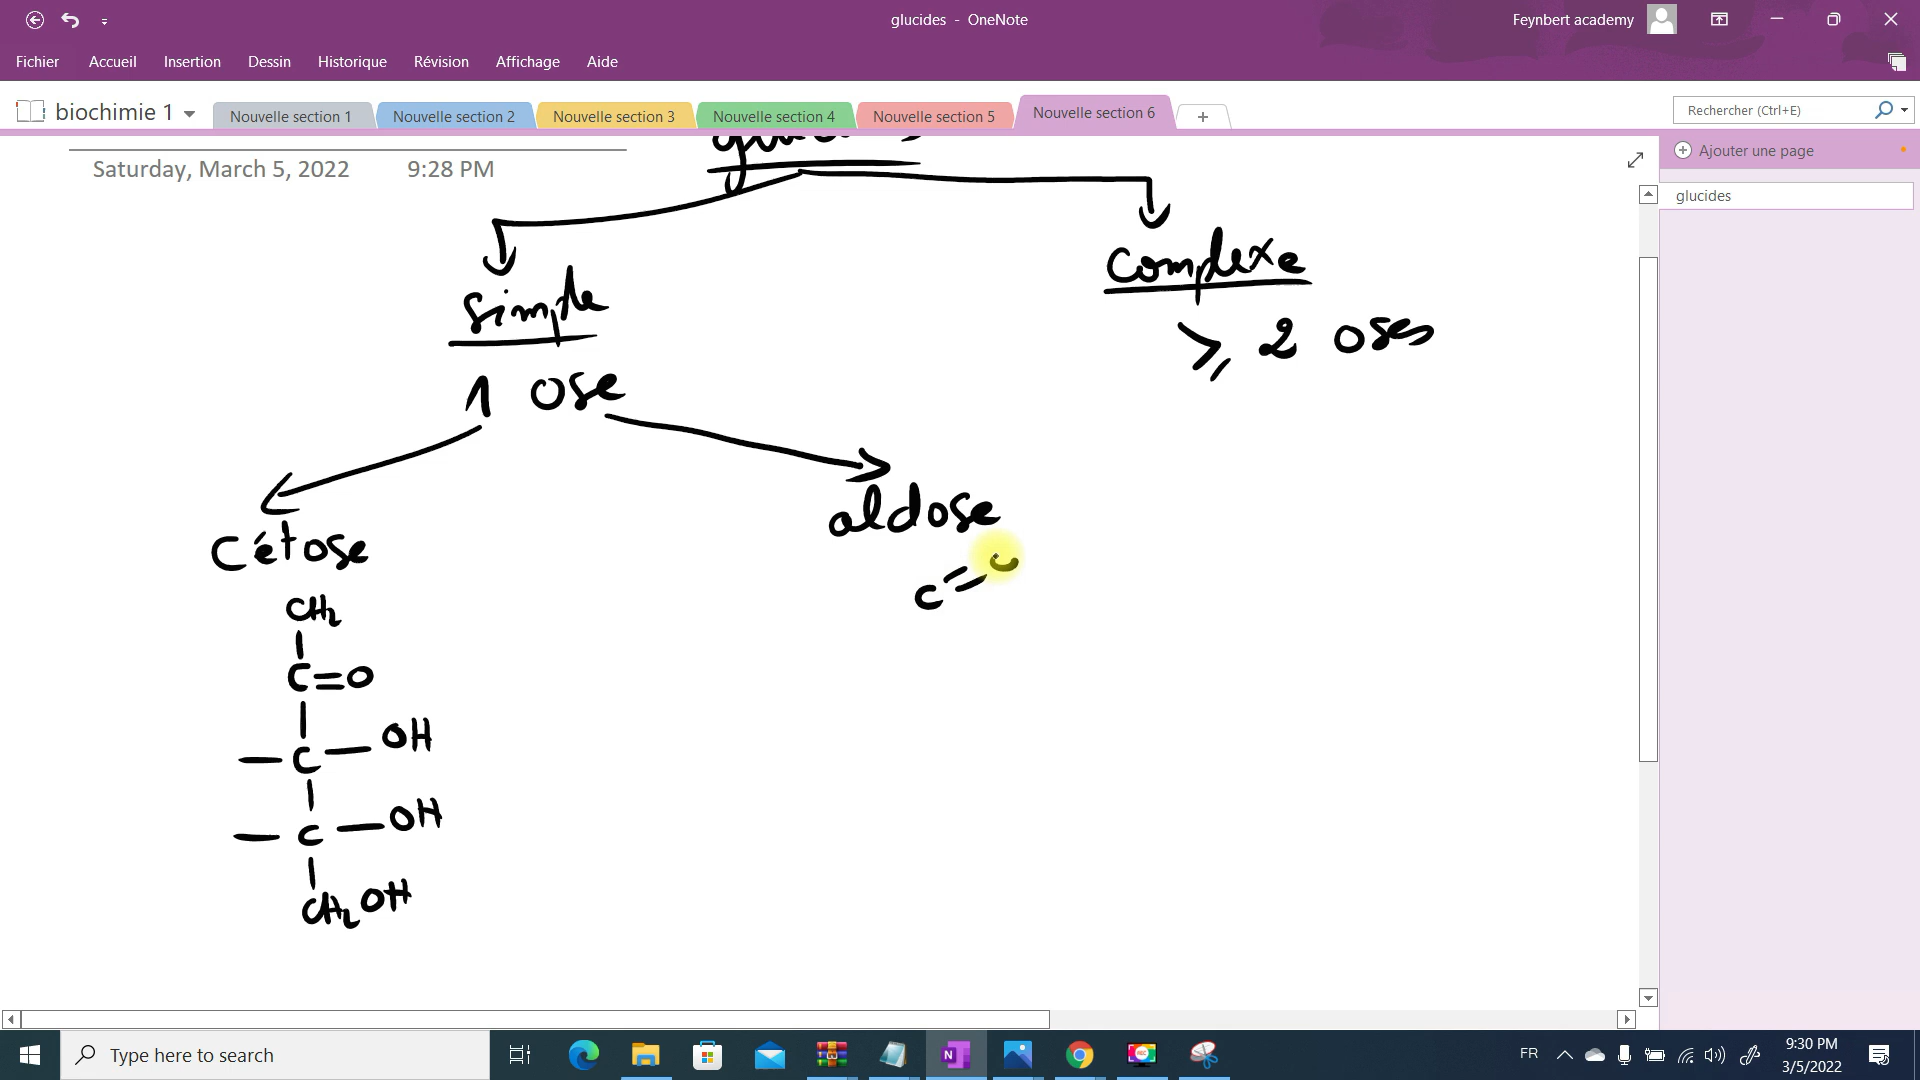 glucides - OneNote
Feynbert academy
Fichier Accueil Insertion Dessin Historique Révision Affichage Aide
biochimie 1 Nouvelle section 1 Nouvelle section 2 Nouvelle section 3 Nouvelle section 4 Nouvelle section 5 Nouvelle section 6 +
Rechercher (Ctrl+E)
Ajouter une page
glucides
Saturday, March 5, 2022 9:28 PM
simple
complexe
1 ose
⩾ 2 oses
cétose
aldose
CH2
C=O
C
— C — OH
— C — OH
CH2OH
Type here to search
FR
9:30 PM
3/5/2022